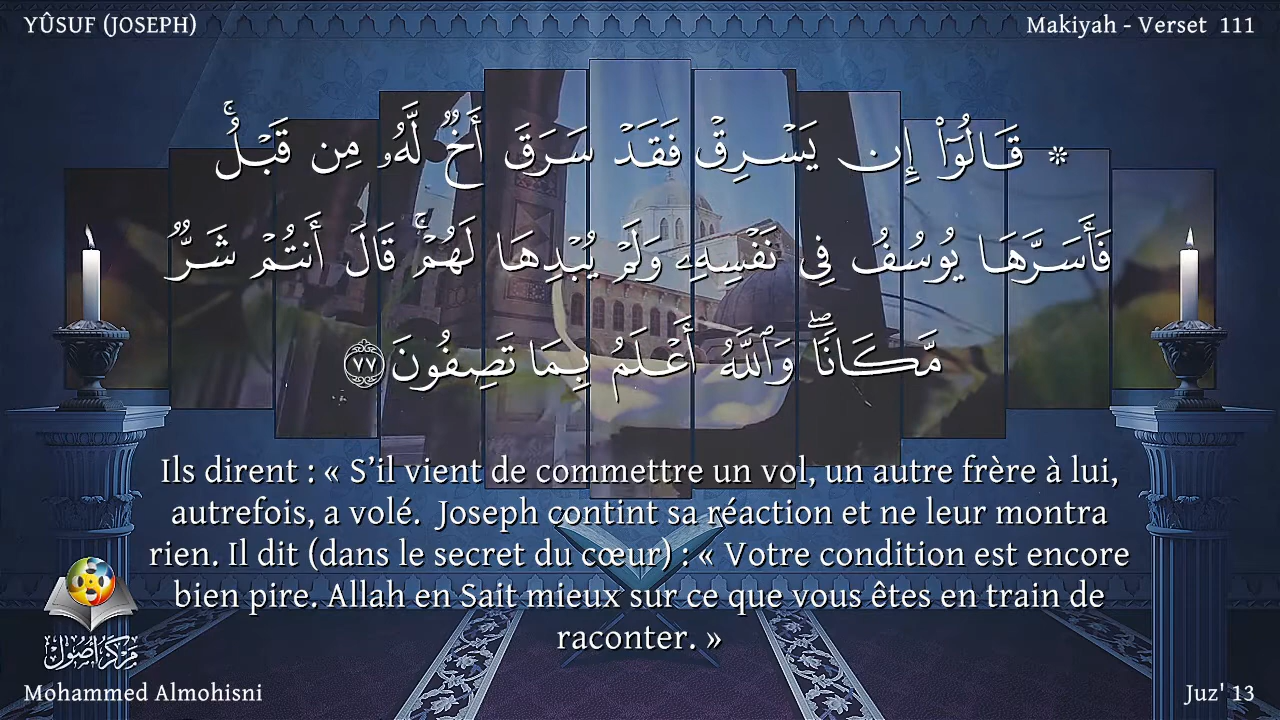 YÛSUF (JOSEPH)
Makiyah - Verset 111
۞ قَالُوٓا۟ إِن يَسْرِقْ فَقَدْ سَرَقَ أَخٌ لَّهُۥ مِن قَبْلُ ۚ
فَأَسَرَّهَا يُوسُفُ فِى نَفْسِهِۦ وَلَمْ يُبْدِهَا لَهُمْ ۚ قَالَ أَنتُمْ شَرٌّ
مَّكَانًا ۖ وَٱللَّهُ أَعْلَمُ بِمَا تَصِفُونَ ٧٧
Ils dirent : « S’il vient de commettre un vol, un autre frère à lui,
autrefois, a volé. Joseph contint sa réaction et ne leur montra
rien. Il dit (dans le secret du cœur) : « Votre condition est encore
bien pire. Allah en Sait mieux sur ce que vous êtes en train de
raconter. »
مركز أصول
Mohammed Almohisni
Juz' 13